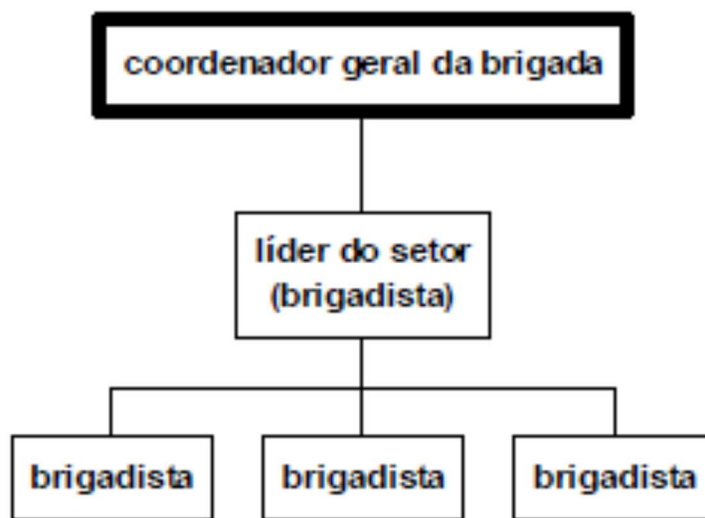 coordenador geral da brigada
líder do setor
(brigadista)
brigadista
brigadista
brigadista